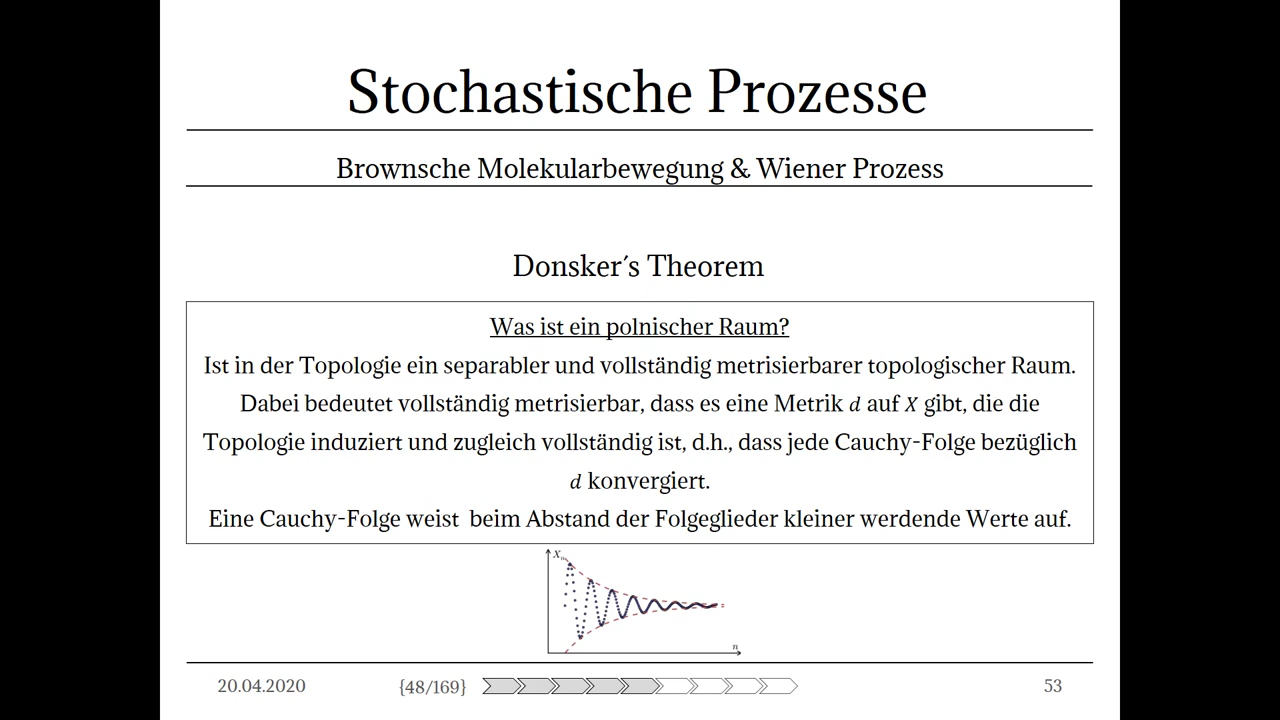 Stochastische Prozesse
Brownsche Molekularbewegung & Wiener Prozess
Donsker´s Theorem
Was ist ein polnischer Raum?
Ist in der Topologie ein separabler und vollständig metrisierbarer topologischer Raum.
Dabei bedeutet vollständig metrisierbar, dass es eine Metrik d auf X gibt, die die
Topologie induziert und zugleich vollständig ist, d.h., dass jede Cauchy-Folge bezüglich
d konvergiert.
Eine Cauchy-Folge weist  beim Abstand der Folgeglieder kleiner werdende Werte auf.
Xₙ
n
20.04.2020
{48/169}
53